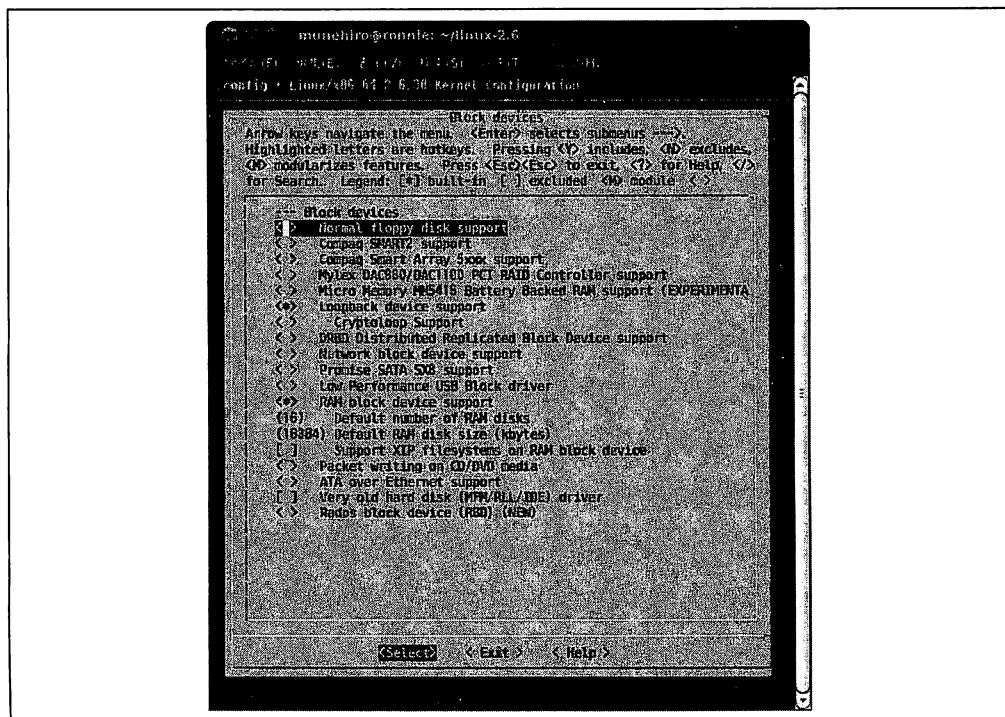 munehiro@ronnie: ~/linux-2.6
config - Linux/x86_64 2.6.38 Kernel Configuration
Block devices
Arrow keys navigate the menu. <Enter> selects submenus --->.
Highlighted letters are hotkeys. Pressing <Y> includes, <N> excludes,
<M> modularizes features. Press <Esc><Esc> to exit, <?> for Help, </>
for Search. Legend: [*] built-in [ ] excluded <M> module < >
--- Block devices
< > Normal floppy disk support
< > Compaq SMART2 support
< > Compaq Smart Array 5xxx support
< > Mylex DAC960/DAC1100 PCI RAID Controller support
< > Micro Memory MM5415 Battery Backed RAM support (EXPERIMENTA
<*> Loopback device support
< > Cryptoloop Support
< > DRBD Distributed Replicated Block Device support
< > Network block device support
< > Promise SATA SX8 support
< > Low Performance USB Block driver
<*> RAM block device support
(16) Default number of RAM disks
(16384) Default RAM disk size (kbytes)
[ ] Support XIP filesystems on RAM block device
< > Packet writing on CD/DVD media
< > ATA over Ethernet support
[ ] Very old hard disk (MFM/RLL/IDE) driver
< > Rados block device (RBD) (NEW)
<Select> < Exit > < Help >